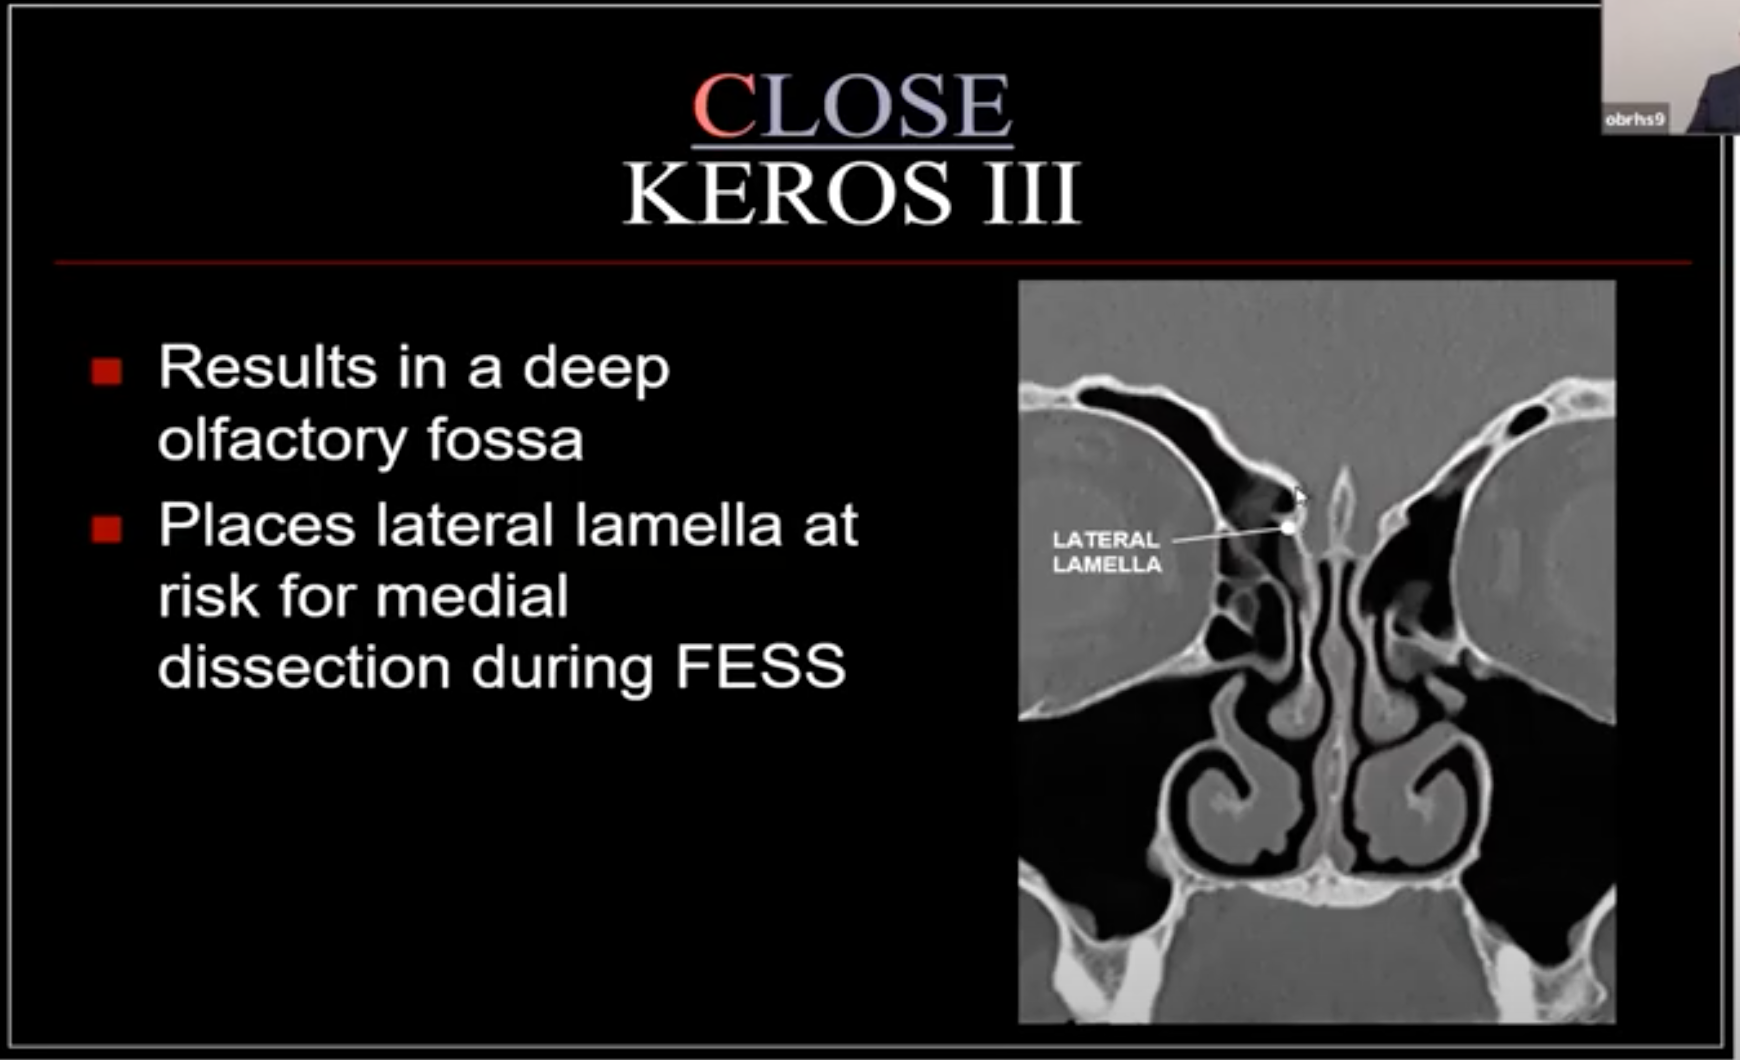 CLOSE
KEROS III
obrhs9
Results in a deep
olfactory fossa
Places lateral lamella at
risk for medial
dissection during FESS
LATERAL
LAMELLA